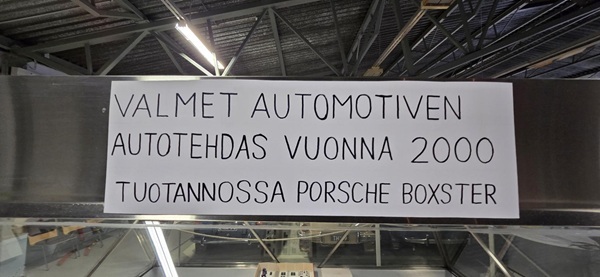 VALMET AUTOMOTIVEN
AUTOTEHDAS VUONNA 2000
TUOTANNOSSA PORSCHE BOXSTER